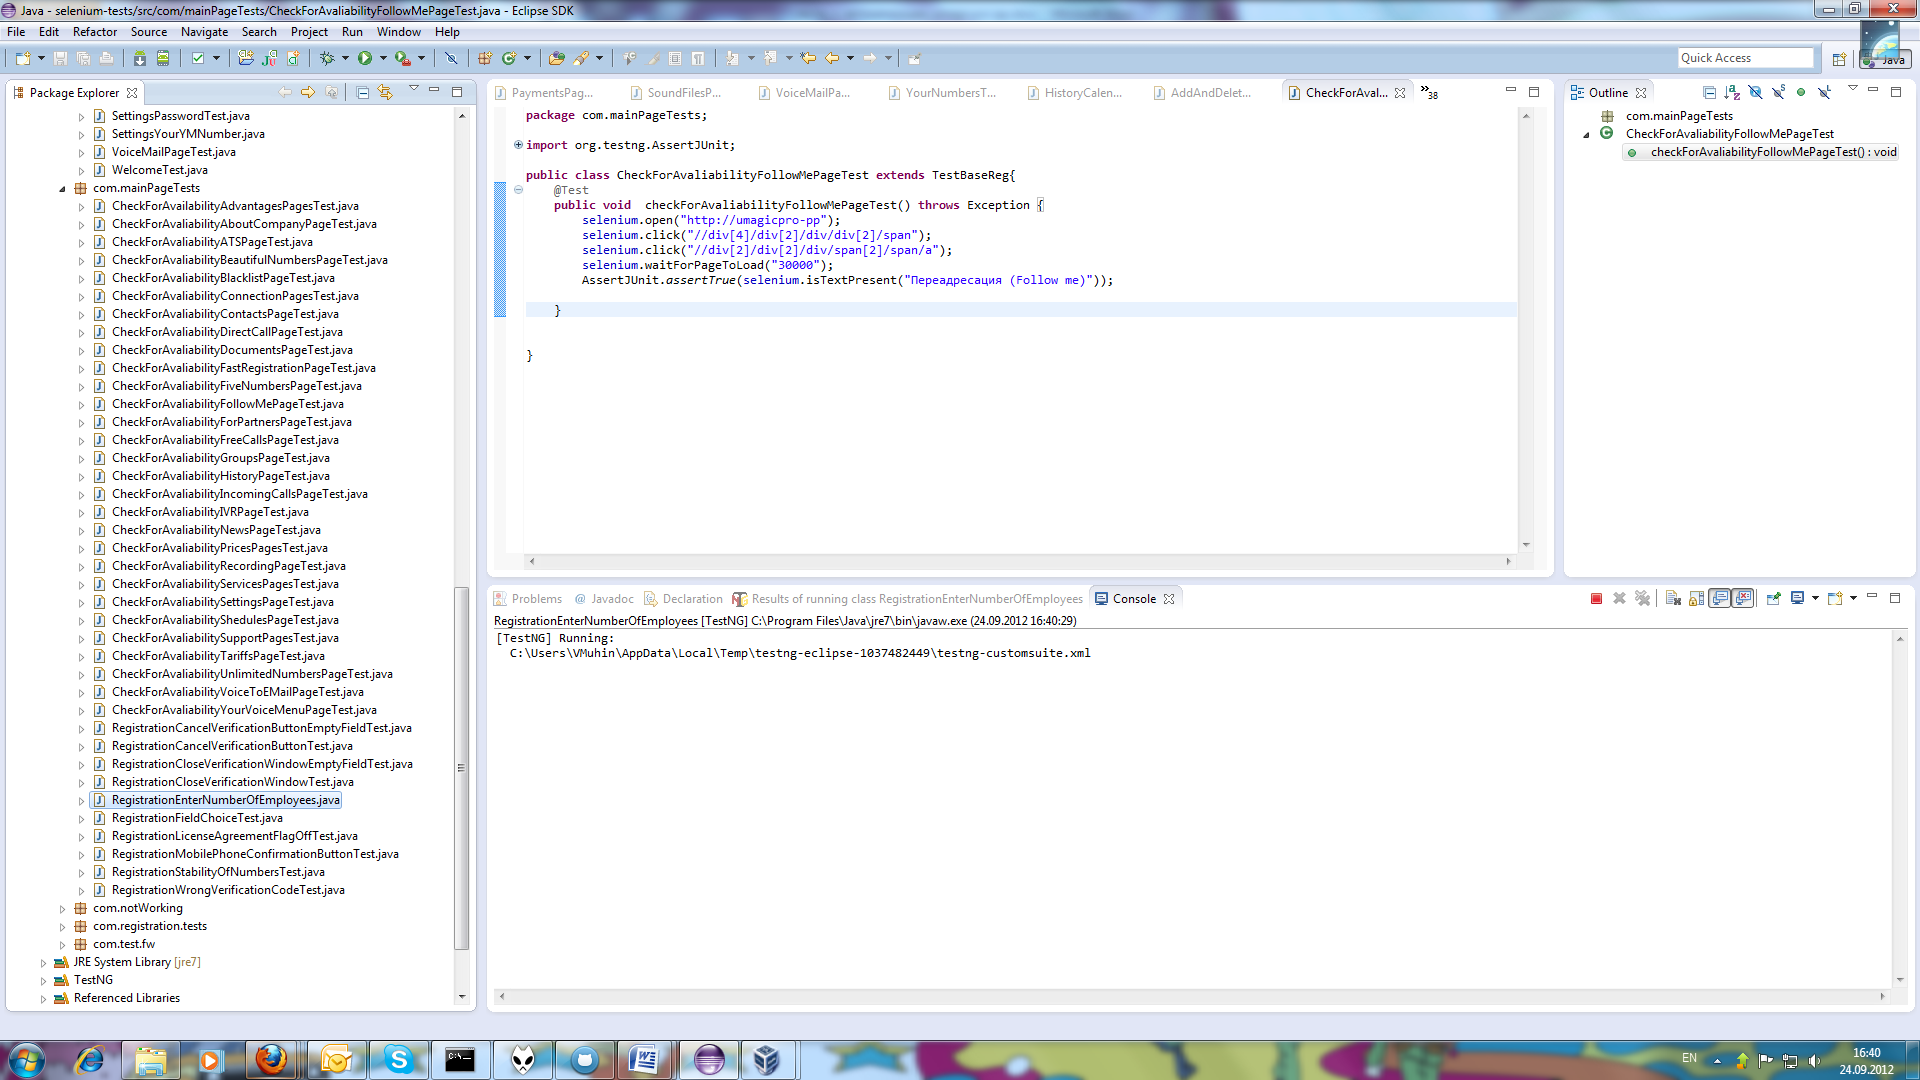 Java - selenium-tests/src/com/mainPageTests/CheckForAvaliabilityFollowMePageTest.java - Eclipse SDK
File Edit Refactor Source Navigate Search Project Run Window Help
Quick Access
Java
Package Explorer
SettingsPasswordTest.java
SettingsYourYMNumber.java
VoiceMailPageTest.java
WelcomeTest.java
com.mainPageTests
CheckForAvaliabilityAdvantagesPagesTest.java
CheckForAvaliabilityAboutCompanyPageTest.java
CheckForAvaliabilityATSPageTest.java
CheckForAvaliabilityBeautifulNumbersPageTest.java
CheckForAvaliabilityBlacklistPageTest.java
CheckForAvaliabilityConnectionPagesTest.java
CheckForAvaliabilityContactsPageTest.java
CheckForAvaliabilityDirectCallPageTest.java
CheckForAvaliabilityDocumentsPageTest.java
CheckForAvaliabilityFastRegistrationPageTest.java
CheckForAvaliabilityFiveNumbersPageTest.java
CheckForAvaliabilityFollowMePageTest.java
CheckForAvaliabilityForPartnersPageTest.java
CheckForAvaliabilityFreeCallsPageTest.java
CheckForAvaliabilityGroupsPageTest.java
CheckForAvaliabilityHistoryPageTest.java
CheckForAvaliabilityIncomingCallsPageTest.java
CheckForAvaliabilityIVRPageTest.java
CheckForAvaliabilityNewsPageTest.java
CheckForAvaliabilityPricesPagesTest.java
CheckForAvaliabilityRecordingPageTest.java
CheckForAvaliabilityServicesPagesTest.java
CheckForAvaliabilitySettingsPageTest.java
CheckForAvaliabilityShedulesPageTest.java
CheckForAvaliabilitySupportPagesTest.java
CheckForAvaliabilityTariffsPageTest.java
CheckForAvaliabilityUnlimitedNumbersPageTest.java
CheckForAvaliabilityVoiceToEMailPageTest.java
CheckForAvaliabilityYourVoiceMenuPageTest.java
RegistrationCancelVerificationButtonEmptyFieldTest.java
RegistrationCancelVerificationButtonTest.java
RegistrationCloseVerificationWindowEmptyFieldTest.java
RegistrationCloseVerificationWindowTest.java
RegistrationEnterNumberOfEmployees.java
RegistrationFieldChoiceTest.java
RegistrationLicenseAgreementFlagOffTest.java
RegistrationMobilePhoneConfirmationButtonTest.java
RegistrationStabilityOfNumbersTest.java
RegistrationWrongVerificationCodeTest.java
com.notWorking
com.registration.tests
com.test.fw
JRE System Library [jre7]
TestNG
Referenced Libraries
PaymentsPag... SoundFilesP... VoiceMailPa... YourNumbersT... HistoryCalen... AddAndDelet... CheckForAval... »38
package com.mainPageTests;
import org.testng.AssertJUnit;
public class CheckForAvaliabilityFollowMePageTest extends TestBaseReg{
@Test
public void checkForAvaliabilityFollowMePageTest() throws Exception {
selenium.open("http://umagicpro-pp");
selenium.click("//div[4]/div[2]/div/div[2]/span");
selenium.click("//div[2]/div[2]/div/span[2]/span/a");
selenium.waitForPageToLoad("30000");
AssertJUnit.assertTrue(selenium.isTextPresent("Переадресация (Follow me)"));
}
}
Outline
com.mainPageTests
CheckForAvaliabilityFollowMePageTest
checkForAvaliabilityFollowMePageTest() : void
Problems @ Javadoc Declaration Results of running class RegistrationEnterNumberOfEmployees Console
RegistrationEnterNumberOfEmployees [TestNG] C:\Program Files\Java\jre7\bin\javaw.exe (24.09.2012 16:40:29)
[TestNG] Running:
C:\Users\VMuhin\AppData\Local\Temp\testng-eclipse-1037482449\testng-customsuite.xml
EN
16:40
24.09.2012